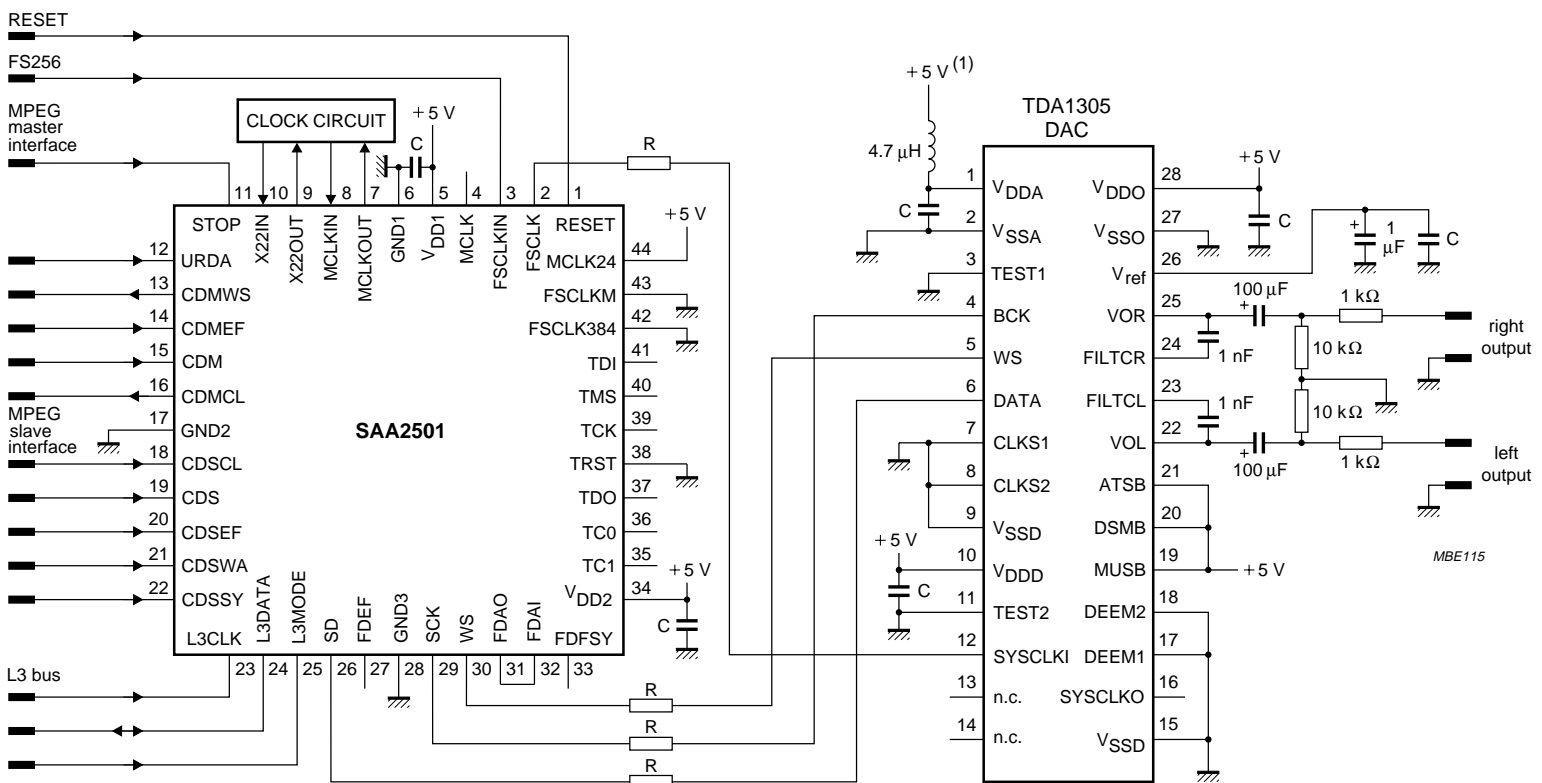 RESET
FS256
MPEG
master
interface
CLOCK CIRCUIT
+5 V
C
R
11
10
9
8
7
6
5
4
3
2
1
STOP
X22IN
X22OUT
MCLKIN
MCLKOUT
GND1
VDD1
MCLK
FSCLKIN
FSCLK
RESET
12
URDA
13
CDMWS
14
CDMEF
15
CDM
16
CDMCL
MPEG
slave
interface
17
GND2
18
CDSCL
19
CDS
20
CDSEF
21
CDSWA
22
CDSSY
SAA2501
+5 V
MCLK24
44
FSCLKM
43
FSCLK384
42
TDI
41
TMS
40
TCK
39
TRST
38
TDO
37
TC0
36
TC1
35
VDD2
34
+5 V
C
L3CLK
L3DATA
L3MODE
SD
FDEF
GND3
SCK
WS
FDAO
FDAI
FDFSY
23
24
25
26
27
28
29
30
31
32
33
L3 bus
R
R
R
+5 V (1)
4.7 μH
C
TDA1305
DAC
1
VDDA
2
VSSA
3
TEST1
4
BCK
5
WS
6
DATA
7
CLKS1
8
CLKS2
9
VSSD
+5 V
10
VDDD
C
11
TEST2
12
SYSCLKI
13
n.c.
14
n.c.
VDDO
28
+5 V
C
VSSO
27
Vref
26
1
μF
C
VOR
25
100 μF
+
1 kΩ
right
output
FILTCR
24
1 nF
10 kΩ
FILTCL
23
1 nF
10 kΩ
VOL
22
+
100 μF
1 kΩ
left
output
ATSB
21
DSMB
20
MUSB
19
+5 V
DEEM2
18
DEEM1
17
SYSCLKO
16
VSSD
15
MBE115